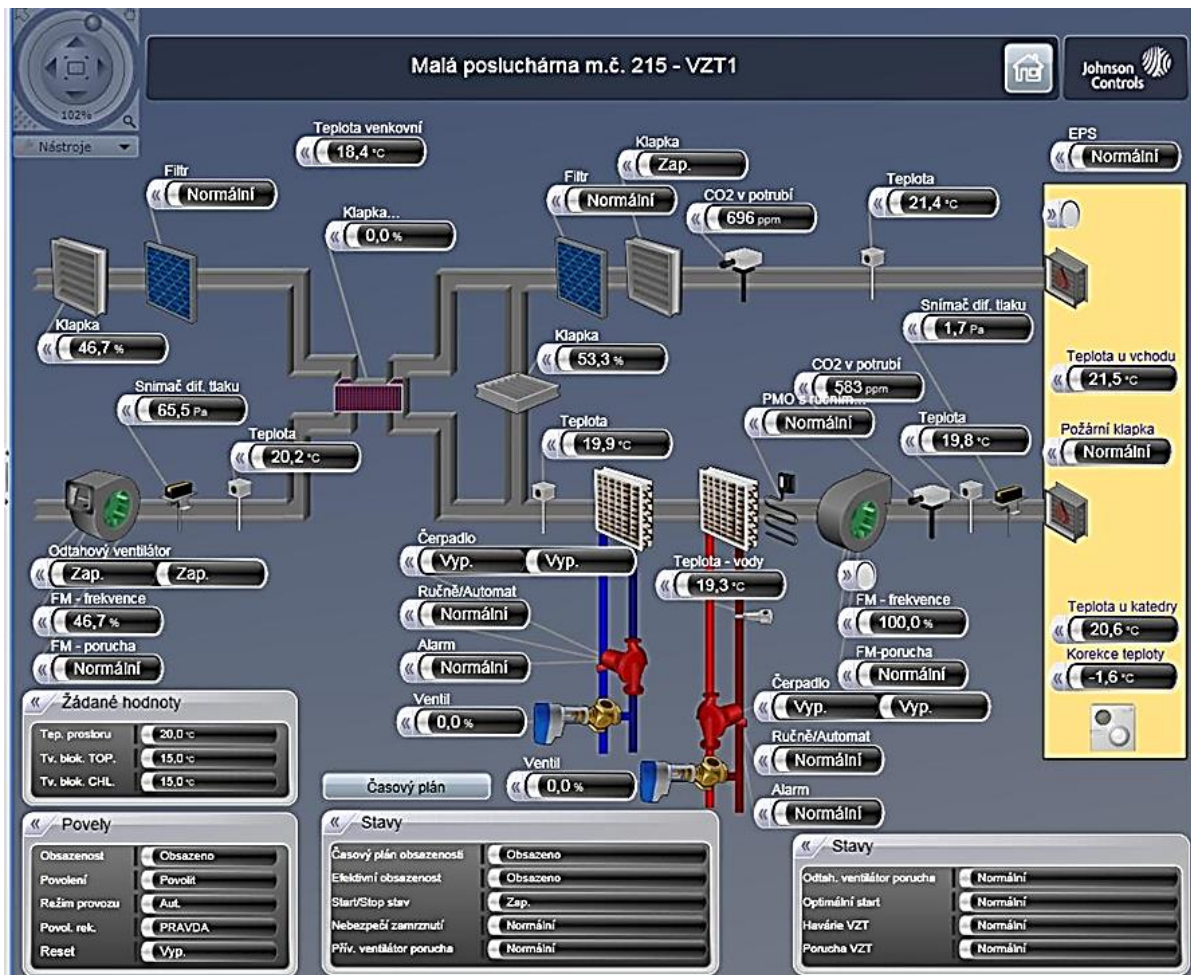 Malá posluchárna m.č. 215 - VZT1
Johnson
Controls
102%
Nástroje
Teplota venkovní
18,4 °C
EPS
Normální
Klapka
Zap.
Filtr
Normální
Filtr
Normální
CO2 v potrubí
696 ppm
Teplota
21,4 °C
Klapka...
0,0 %
Snímač dif. tlaku
1,7 Pa
Klapka
46,7 %
Klapka
53,3 %
Teplota u vchodu
21,5 °C
Snímač dif. tlaku
65,5 Pa
CO2 v potrubí
583 ppm
PMO s ručním...
Normální
Teplota
20,2 °C
Teplota
19,9 °C
Teplota
19,8 °C
Požární klapka
Normální
Odtahový ventilátor
Zap. Zap.
Čerpadlo
Vyp. Vyp.
Teplota - vody
19,3 °C
FM - frekvence
46,7 %
Ručně/Automat
Normální
FM - frekvence
100,0 %
Teplota u katedry
20,6 °C
FM - porucha
Normální
Alarm
Normální
FM-porucha
Normální
Korekce teploty
-1,6 °C
Ventil
0,0 %
Čerpadlo
Vyp. Vyp.
Ručně/Automat
Normální
Ventil
0,0 %
Alarm
Normální
Žádané hodnoty
Tep. prostoru 20,0 °C
Tv. blok. TOP. 15,0 °C
Tv. blok. CHL. 15,0 °C
Časový plán
Povely
Obsazenost Obsazeno
Povolení Povolit
Režim provozu Aut.
Povol. rek. PRAVDA
Reset Vyp.
Stavy
Časový plán obsazenosti Obsazeno
Efektivní obsazenost Obsazeno
Start/Stop stav Zap.
Nebezpečí zamrznutí Normální
Přív. ventilátor porucha Normální
Stavy
Odtah. ventilátor porucha Normální
Optimální start Normální
Havárie VZT Normální
Porucha VZT Normální